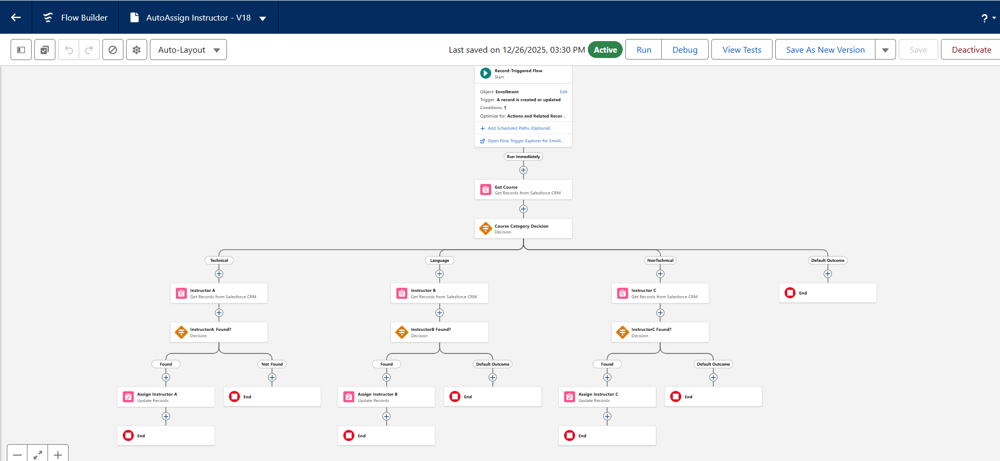 Flow Builder
AutoAssign Instructor - V18
?
Auto-Layout
Last saved on 12/26/2025, 03:30 PM
Active
Run
Debug
View Tests
Save As New Version
Save
Deactivate
Record-Triggered Flow
Start
Object: Enrollment
Edit
Trigger: A record is created or updated
Conditions: 1
Optimize for: Actions and Related Recor...
Add Scheduled Paths (Optional)
Open Flow Trigger Explorer for Enroll...
Run Immediately
Get Course
Get Records from Salesforce CRM
Course Category Decision
Decision
Technical
Language
NonTechnical
Default Outcome
Instructor A
Get Records from Salesforce CRM
Instructor B
Get Records from Salesforce CRM
Instructor C
Get Records from Salesforce CRM
End
InstructorA Found?
Decision
InstructorB Found?
Decision
InstructorC Found?
Decision
Found
Not Found
Found
Default Outcome
Found
Default Outcome
Assign Instructor A
Update Records
End
Assign Instructor B
Update Records
End
Assign Instructor C
Update Records
End
End
End
End